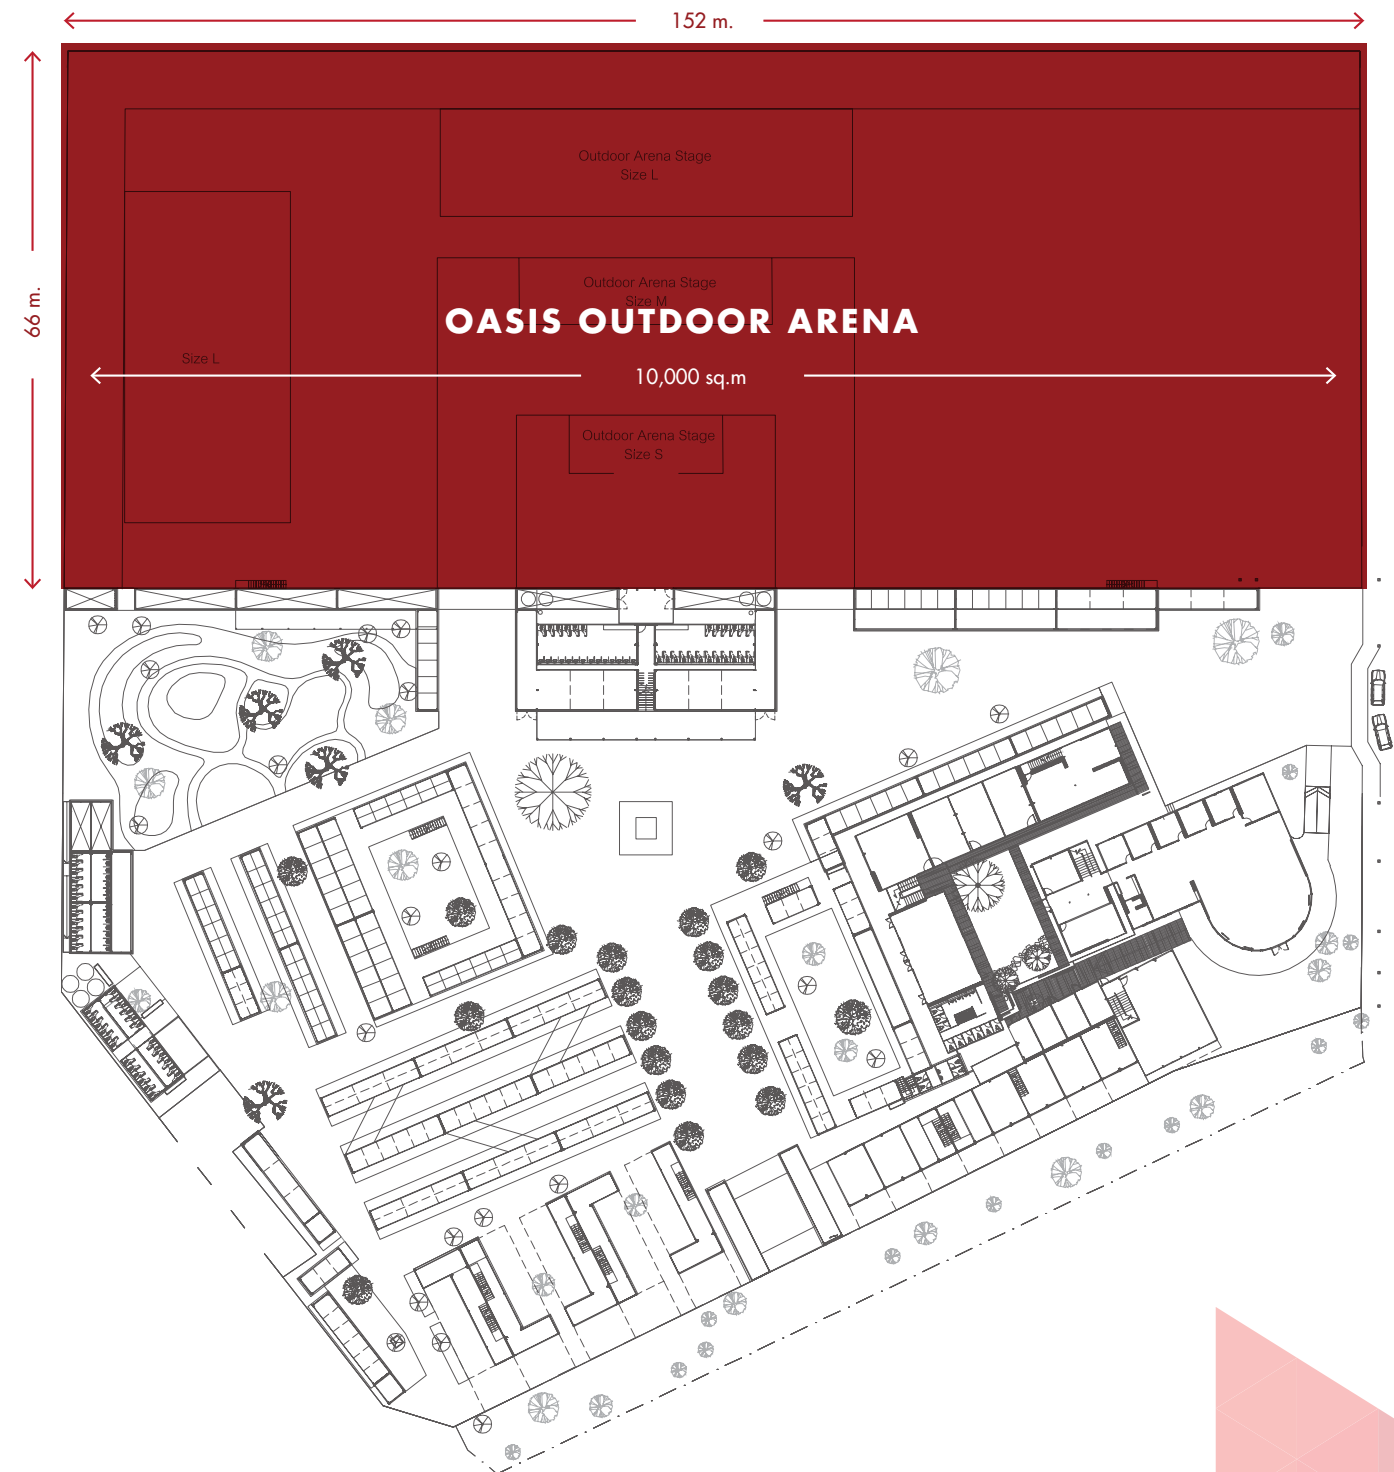 152 m.
66 m.
Outdoor Arena Stage
Size L
Outdoor Arena Stage
Size M
OASIS OUTDOOR ARENA
Size L
10,000 sq.m
Outdoor Arena Stage
Size S